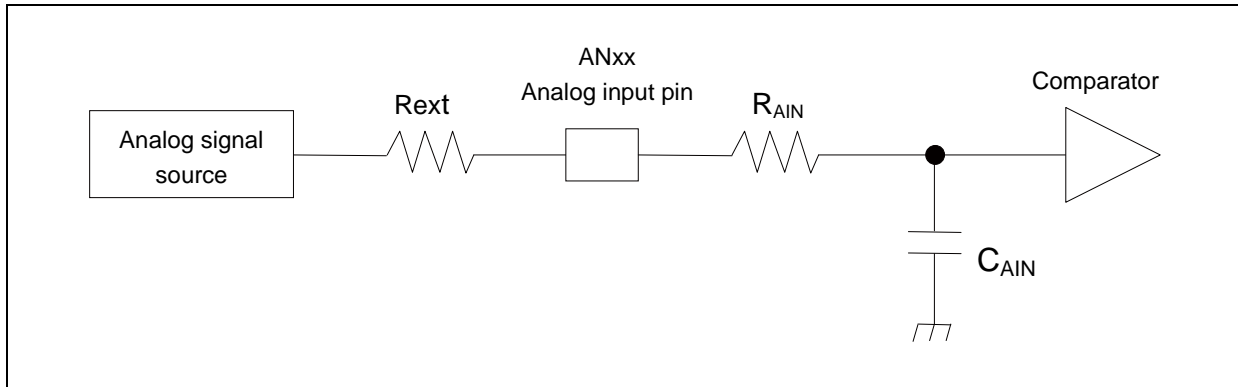 ANxx
Analog input pin
Comparator
Rext
RAIN
Analog signal
source
CAIN